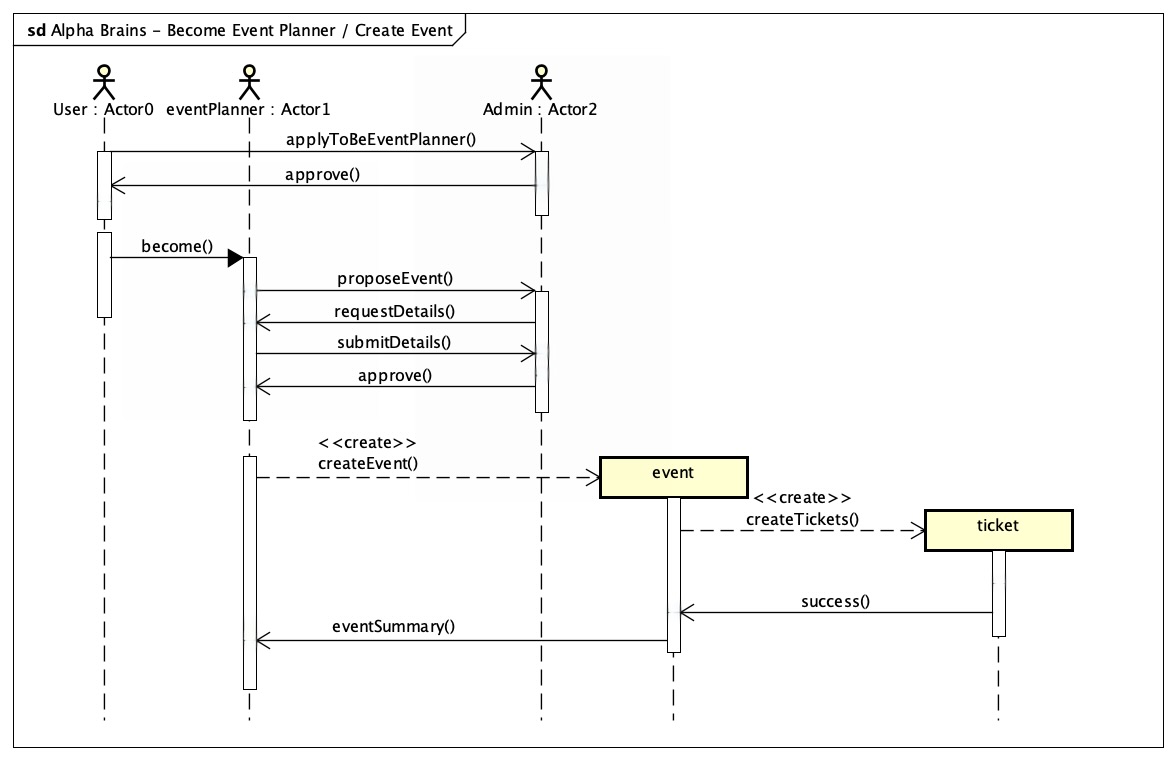 sd Alpha Brains - Become Event Planner / Create Event
User : Actor0
eventPlanner : Actor1
Admin : Actor2
applyToBeEventPlanner()
approve()
become()
proposeEvent()
requestDetails()
submitDetails()
approve()
<<create>>
createEvent()
event
<<create>>
createTickets()
ticket
success()
eventSummary()